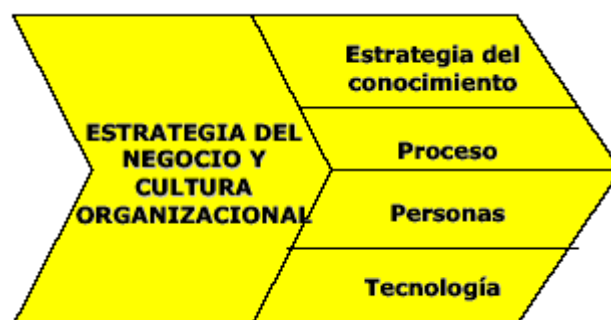 ESTRATEGIA DEL
NEGOCIO Y
CULTURA
ORGANIZACIONAL
Estrategia del
conocimiento
Proceso
Personas
Tecnología